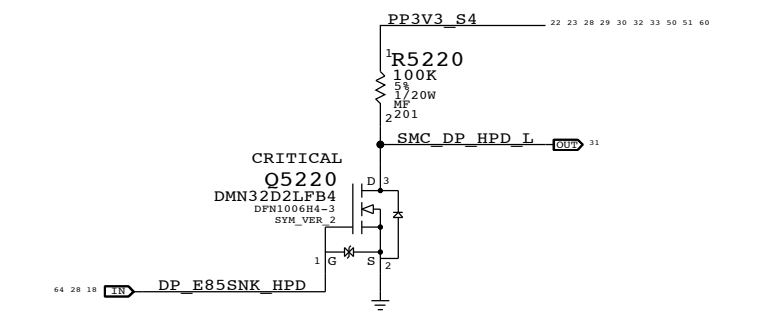 PP3V3_S4
22 23 28 29 30 32 33 50 51 60
1
R5220
100K
5%
1/20W
MF
201
2
SMC_DP_HPD_L
OUT
31
CRITICAL
Q5220
DMN32D2LFB4
DFN1006H4-3
SYM_VER_2
D 3
1 G S 2
64 28 18
IN
DP_E85SNK_HPD